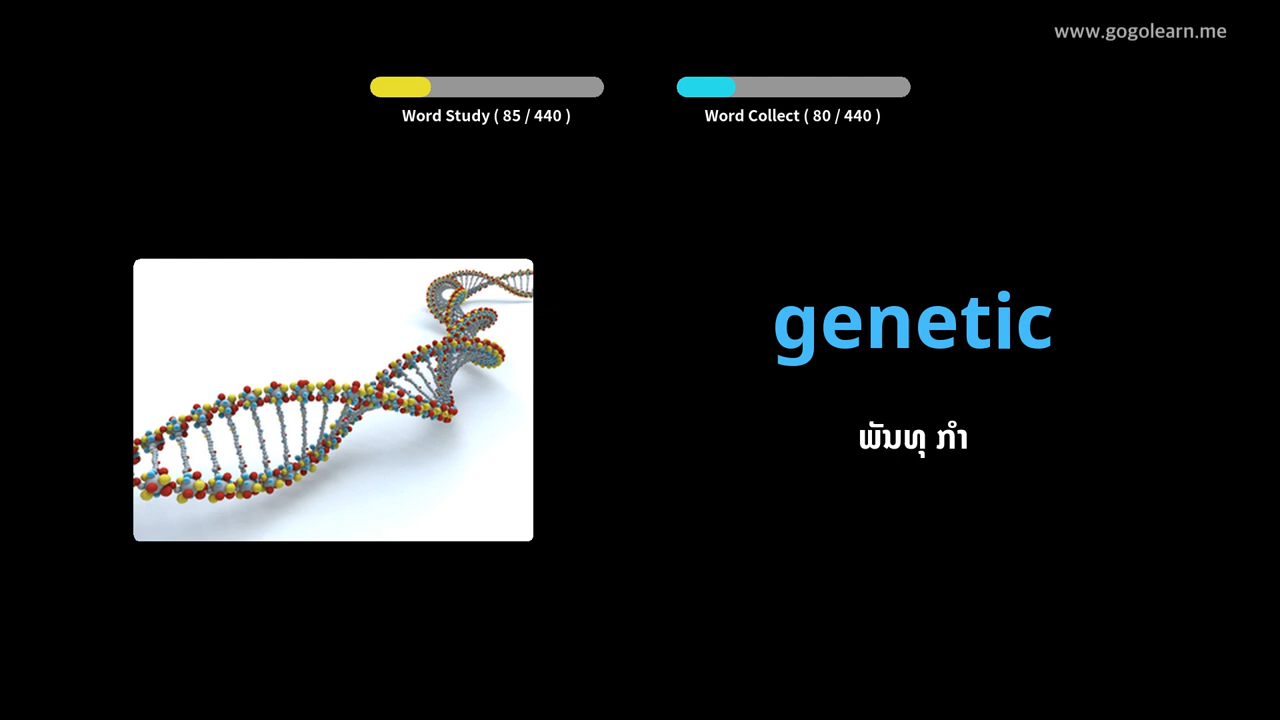 www.gogolearn.me
Word Study ( 85 / 440 )
Word Collect ( 80 / 440 )
genetic
ພັນທຸ ກຳ